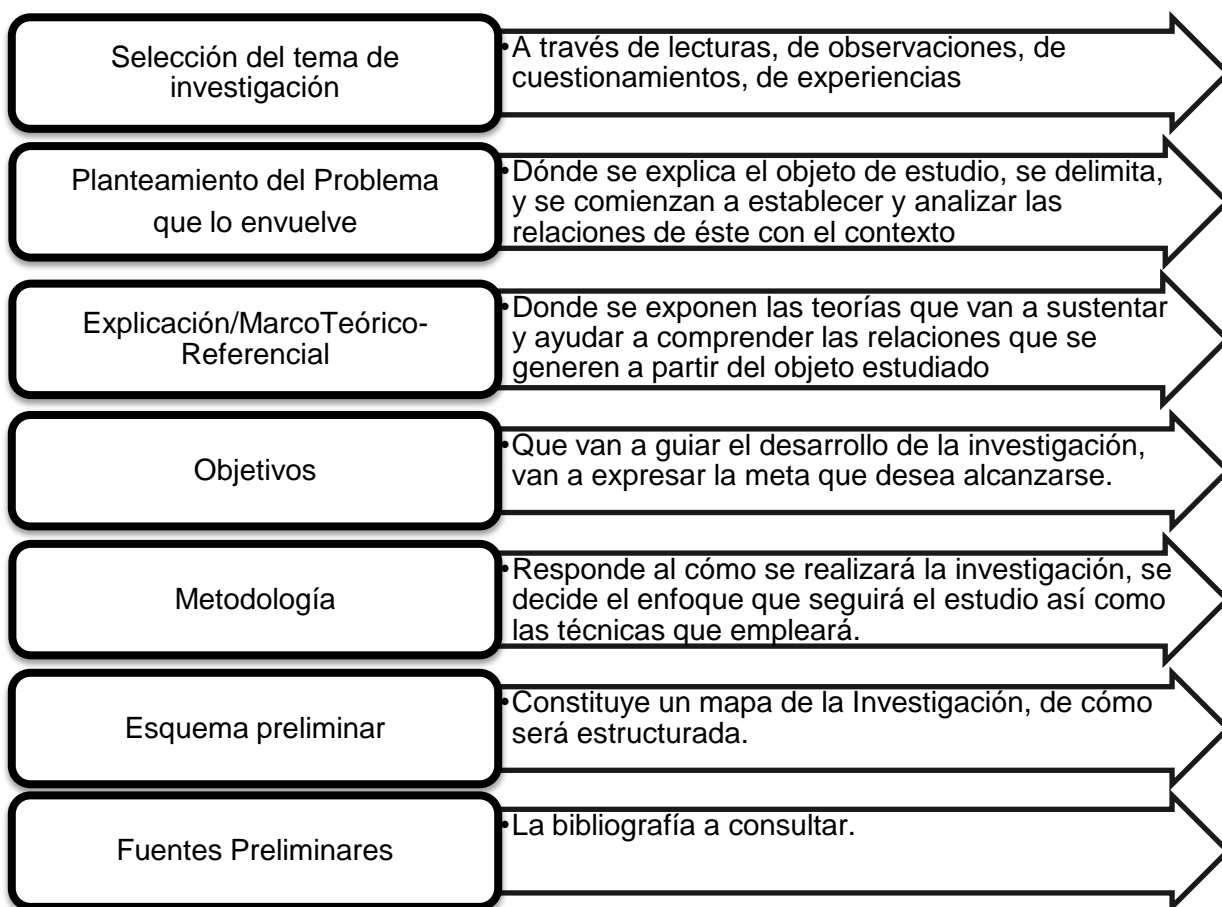 Selección del tema de
investigación
•A través de lecturas, de observaciones, de
cuestionamientos, de experiencias
Planteamiento del Problema
que lo envuelve
•Dónde se explica el objeto de estudio, se delimita,
y se comienzan a establecer y analizar las
relaciones de éste con el contexto
Explicación/MarcoTeórico-
Referencial
•Donde se exponen las teorías que van a sustentar
y ayudar a comprender las relaciones que se
generen a partir del objeto estudiado
Objetivos
•Que van a guiar el desarrollo de la investigación,
van a expresar la meta que desea alcanzarse.
Metodología
•Responde al cómo se realizará la investigación, se
decide el enfoque que seguirá el estudio así como
las técnicas que empleará.
Esquema preliminar
•Constituye un mapa de la Investigación, de cómo
será estructurada.
Fuentes Preliminares
•La bibliografía a consultar.